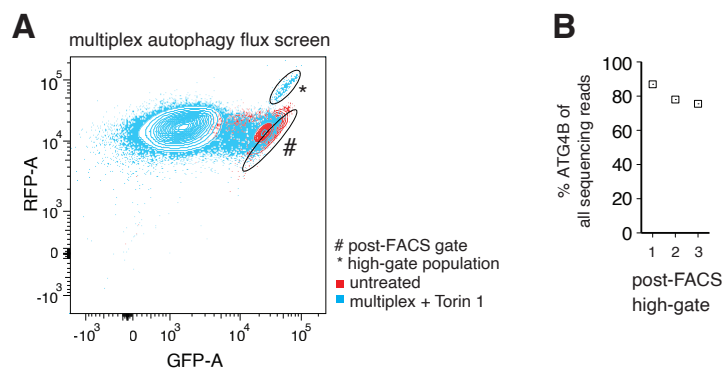 A
multiplex autophagy flux screen
10^5
10^4
10^3
0
-10^3
RFP-A
*
#
-10^3
0
10^3
10^4
10^5
GFP-A
# post-FACS gate
* high-gate population
untreated
multiplex + Torin 1
B
% ATG4B of
all sequencing reads
100
80
60
40
20
0
1 2 3
post-FACS
high-gate